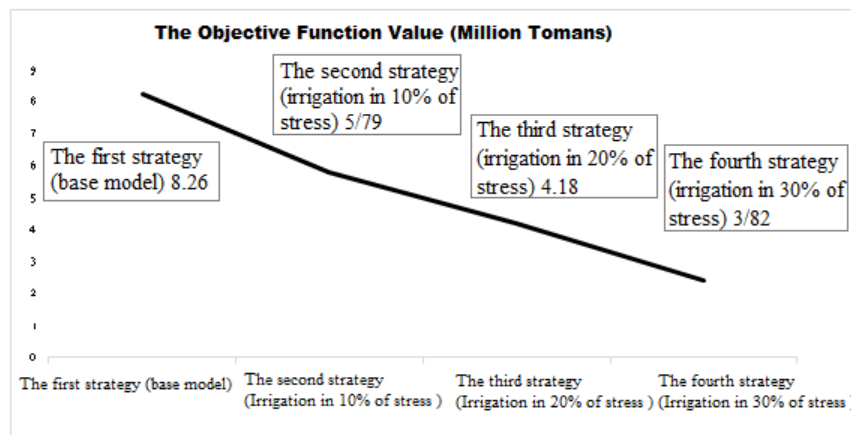 The Objective Function Value (Million Tomans)
9
8
7
6
5
4
3
2
1
0
The first strategy
(base model) 8.26
The second strategy
(irrigation in 10% of
stress) 5/79
The third strategy
(irrigation in 20% of
stress) 4.18
The fourth strategy
(irrigation in 30% of
stress) 3/82
The first strategy (base model)
The second strategy
(Irrigation in 10% of stress )
The third strategy
(Irrigation in 20% of stress )
The fourth strategy
(Irrigation in 30% of stress )